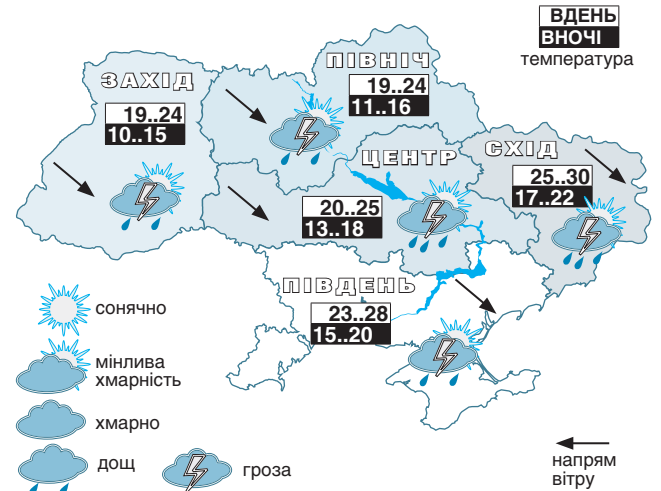 ВДЕНЬ
ВНОЧІ
температура
ПІВНІЧ
19..24
11..16
ЗАХІД
19..24
10..15
ЦЕНТР
20..25
13..18
СХІД
25..30
17..22
ПІВДЕНЬ
23..28
15..20
сонячно
мінлива
хмарність
хмарно
дощ
гроза
напрям
вітру